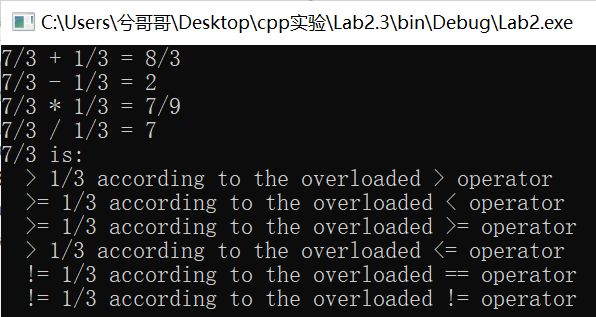 C:\Users\兮哥哥\Desktop\cpp实验\Lab2.3\bin\Debug\Lab2.exe
7/3 + 1/3 = 8/3
7/3 - 1/3 = 2
7/3 * 1/3 = 7/9
7/3 / 1/3 = 7
7/3 is:
  > 1/3 according to the overloaded > operator
  >= 1/3 according to the overloaded < operator
  >= 1/3 according to the overloaded >= operator
  > 1/3 according to the overloaded <= operator
  != 1/3 according to the overloaded == operator
  != 1/3 according to the overloaded != operator